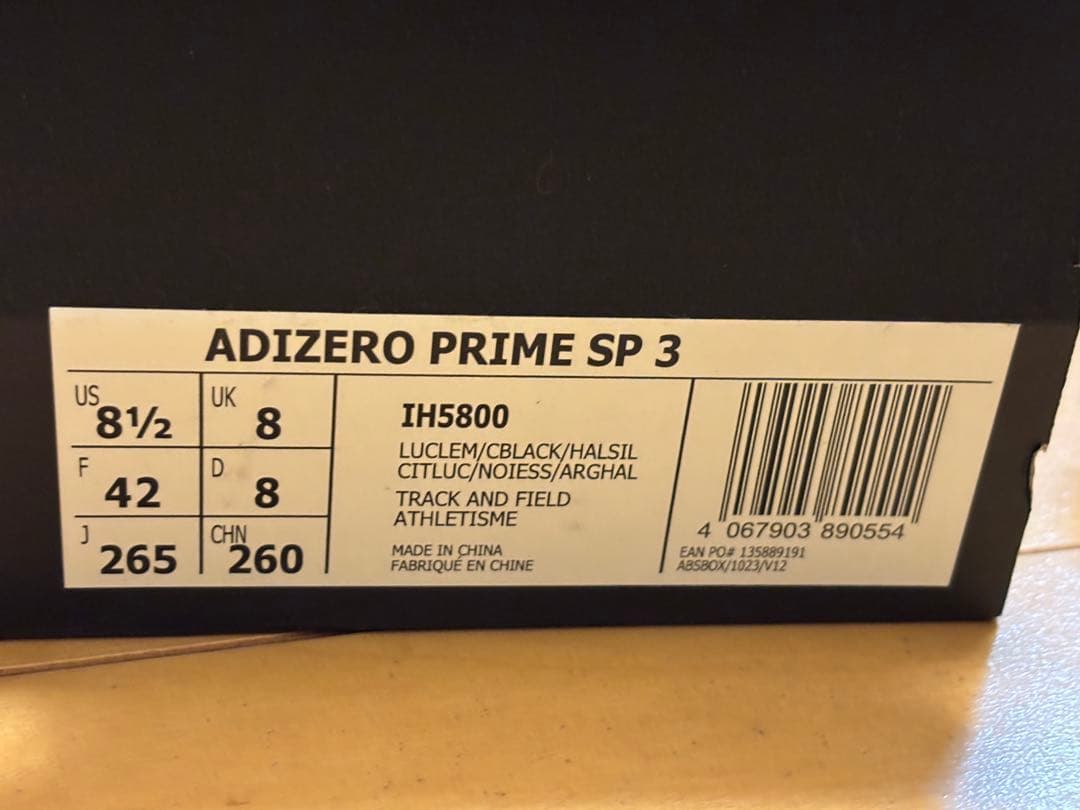 ADIZERO PRIME SP 3
US 8½ UK 8
F 42 D 8
J 265 CHN 260
IH5800
LUCLEM/CBLACK/HALSIL
CITLUC/NOIESS/ARGHAL
TRACK AND FIELD
ATHLETISME
MADE IN CHINA
FABRIQUÉ EN CHINE
4 067903 890554
EAN PO# 135889191
ABSBOX/1023/V12